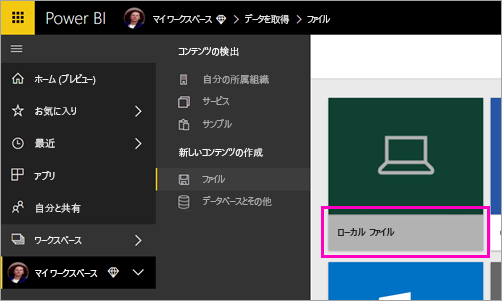 Power BI マイ ワークスペース > データを取得 > ファイル
ホーム (プレビュー)
お気に入り
最近
アプリ
自分と共有
ワークスペース
マイ ワークスペース
コンテンツの検出
自分の所属組織
サービス
サンプル
新しいコンテンツの作成
ファイル
データベースとその他
ローカル ファイル